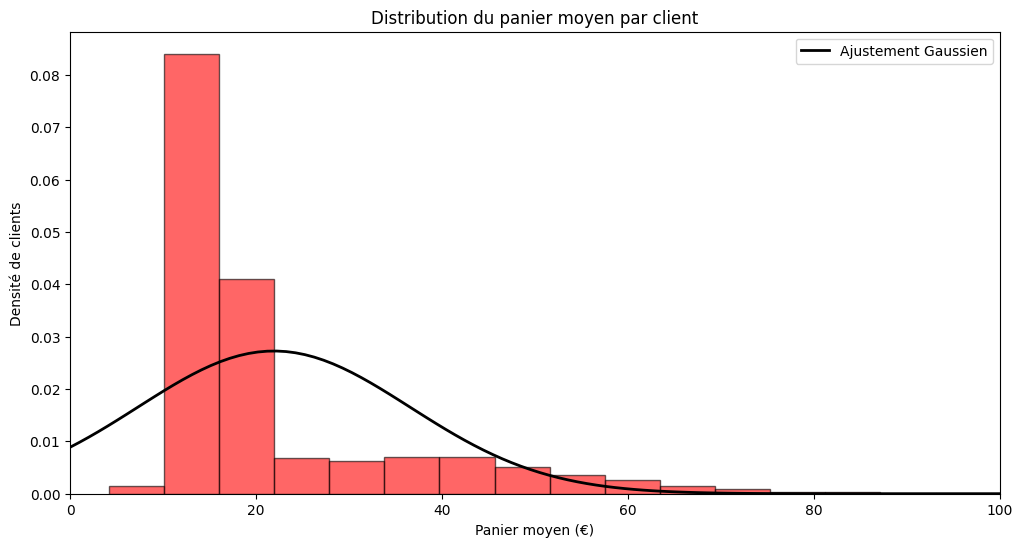 Distribution du panier moyen par client
Ajustement Gaussien
Densité de clients
0.08
0.07
0.06
0.05
0.04
0.03
0.02
0.01
0.00
0 20 40 60 80 100
Panier moyen (€)